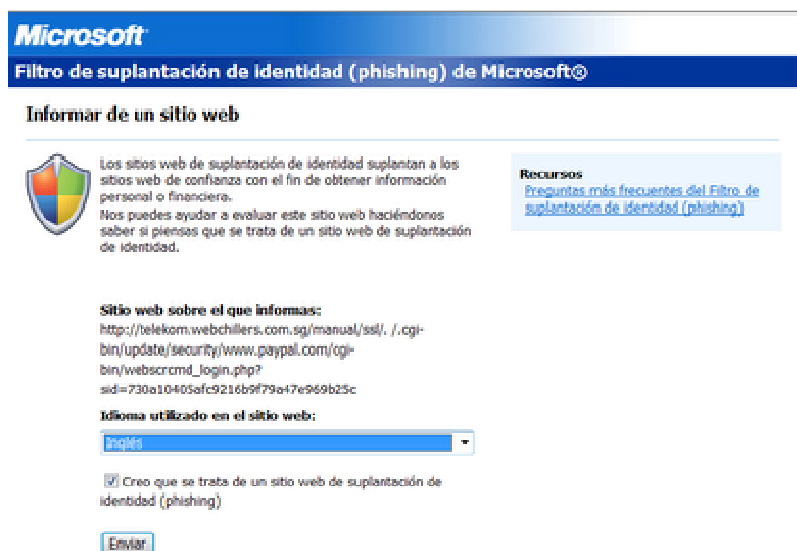 Microsoft
Filtro de suplantación de identidad (phishing) de Microsoft®
Informar de un sitio web
Los sitios web de suplantación de identidad suplantan a los
sitios web de confianza con el fin de obtener información
personal o financiera.
Nos puedes ayudar a evaluar este sitio web haciéndonos
saber si piensas que se trata de un sitio web de suplantación
de identidad.
Recursos
Preguntas más frecuentes del Filtro de
suplantación de identidad (phishing)
Sitio web sobre el que informas:
http://telekom.webchillers.com.sg/manual/ssl/. /.cgi-
bin/update/security/www.paypal.com/cgi-
bin/webscrcmd_login.php?
sid=730a10405afc9216b9f79a47e969b25c
Idioma utilizado en el sitio web:
Inglés
Creo que se trata de un sitio web de suplantación de
identidad (phishing)
Enviar